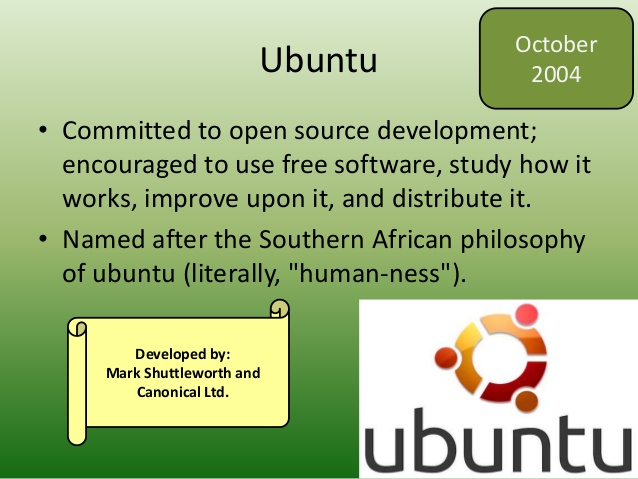 Ubuntu
October
2004
• Committed to open source development;
encouraged to use free software, study how it
works, improve upon it, and distribute it.
• Named after the Southern African philosophy
of ubuntu (literally, "human-ness").
Developed by:
Mark Shuttleworth and
Canonical Ltd.
ubuntu